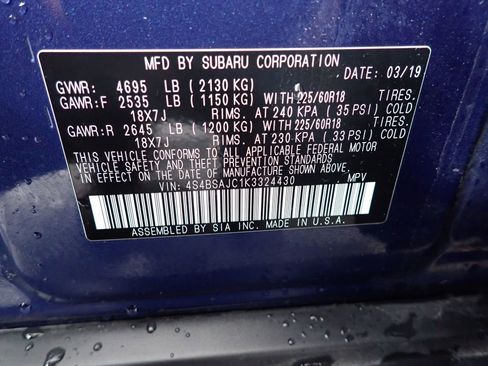 MFD BY SUBARU CORPORATION
DATE: 03/19
GVWR: 4695 LB (2130 KG)
GAWR:F 2535 LB (1150 KG) WITH 225/60R18 TIRES.
18X7J RIMS. AT 240 KPA (35 PSI) COLD
GAWR:R 2645 LB (1200 KG) WITH 225/60R18 TIRES.
18X7J RIMS. AT 230 KPA (33 PSI) COLD
THIS VEHICLE CONFORMS TO ALL APPLICABLE FEDERAL MOTOR
VEHICLE SAFETY AND THEFT PREVENTION STANDARDS
IN EFFECT ON THE DATE OF MANUFACTURE SHOWN ABOVE.
VIN: 4S4BSAJC1K3324430 MPV
ASSEMBLED BY SIA INC. MADE IN U.S.A.